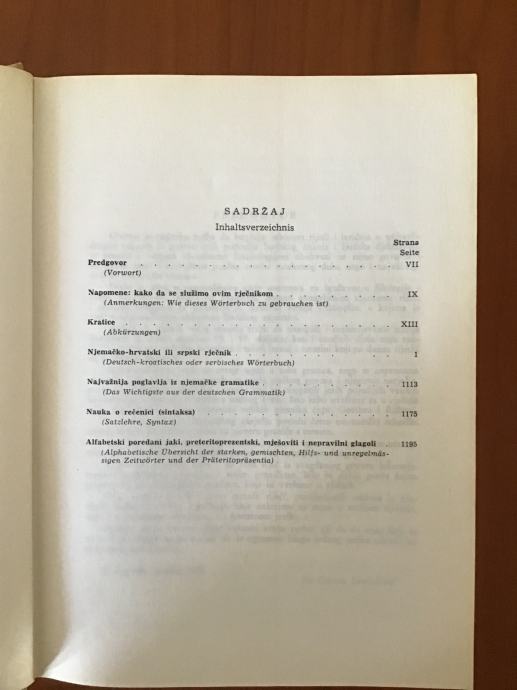 SADRŽAJ
Inhaltsverzeichnis
Strana
Seite
Predgovor . . . . . . . . . . . . . . . . . VII
(Vorwort)
Napomene: kako da se služimo ovim rječnikom . . . . . . . . IX
(Anmerkungen: Wie dieses Wörterbuch zu gebrauchen ist)
Kratice . . . . . . . . . . . . . . . . . XIII
(Abkürzungen)
Njemačko-hrvatski ili srpski rječnik . . . . . . . . . . 1
(Deutsch-kroatisches oder serbisches Wörterbuch)
Najvažnija poglavlja iz njemačke gramatike . . . . . . . . 1113
(Das Wichtigste aus der deutschen Grammatik)
Nauka o rečenici (sintaksa) . . . . . . . . . . . 1175
(Satzlehre, Syntax)
Alfabetski poredani jaki, preteritoprezentski, mješoviti i nepravilni glagoli . . 1195
(Alphabetische Übersicht der starken, gemischten, Hilfs- und unregelmäs-
sigen Zeitwörter und der Präteritopräsentia)